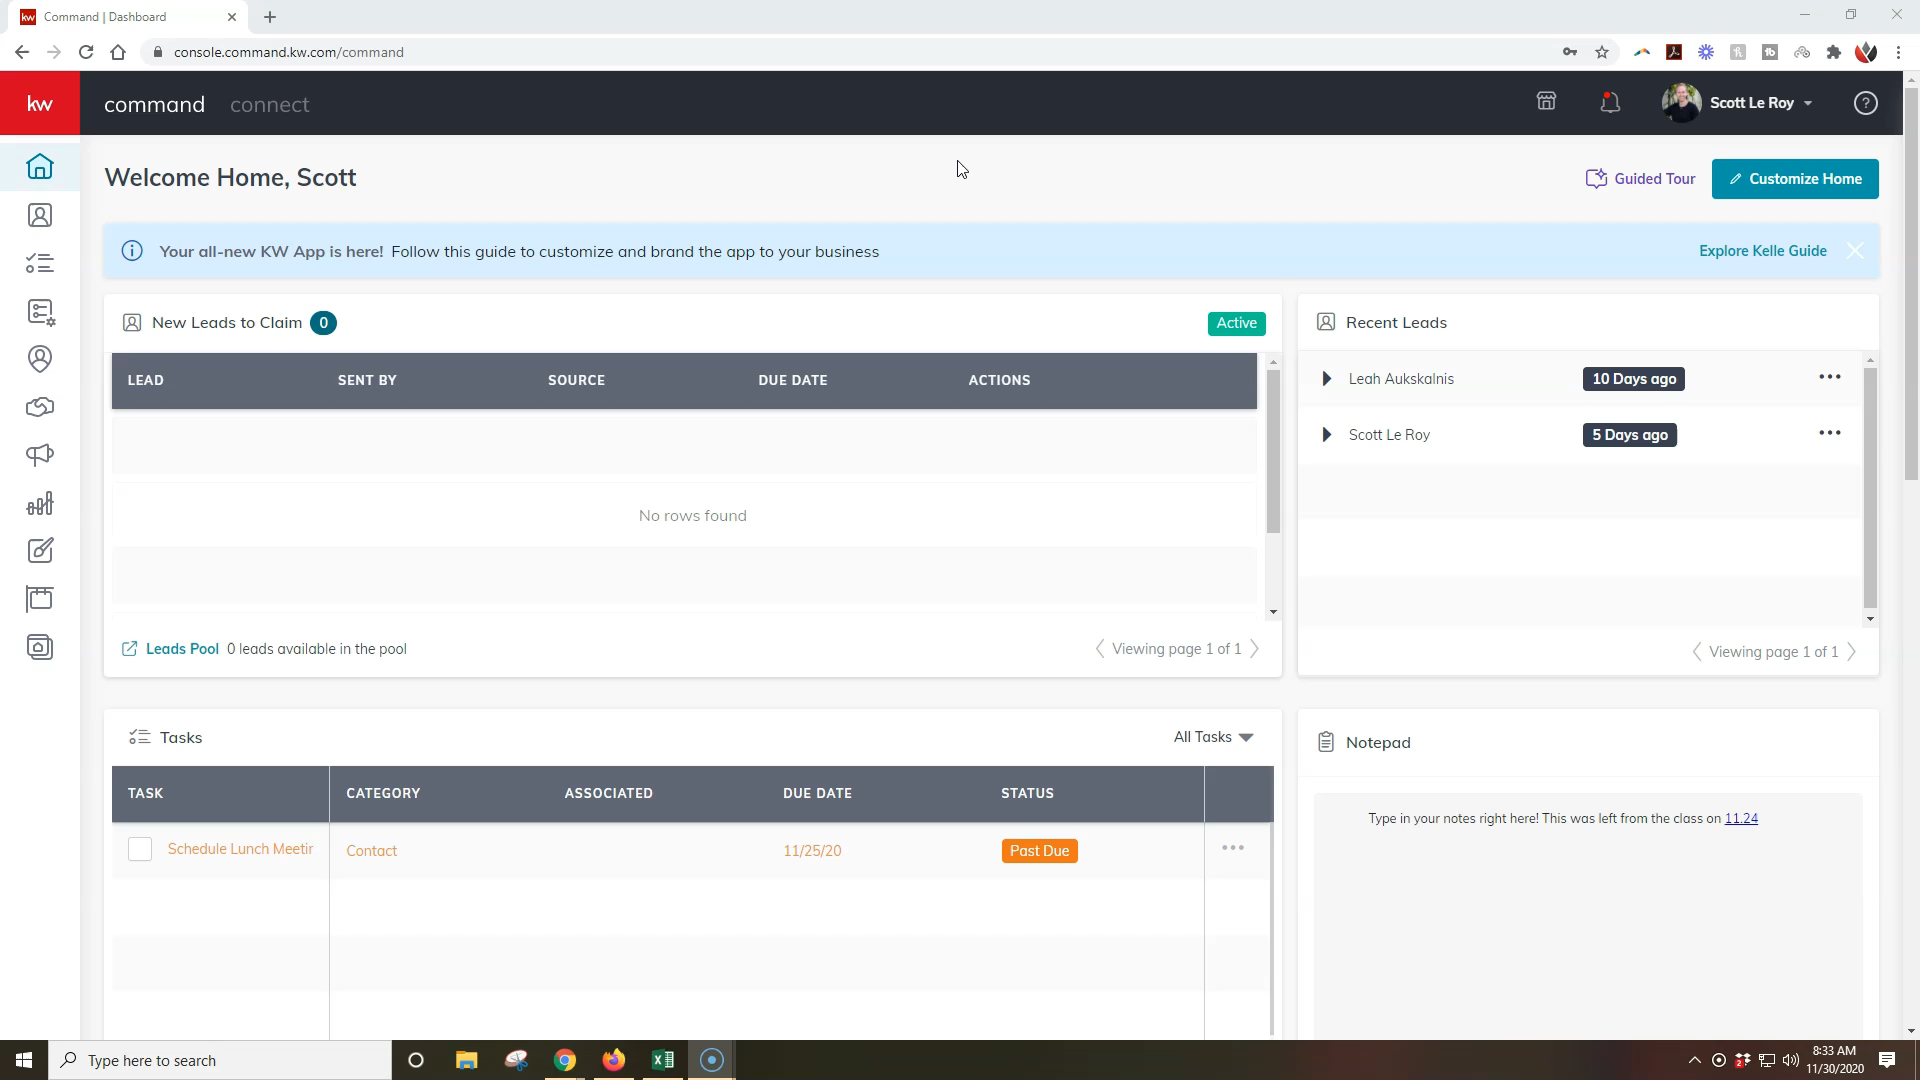 kw Command | Dashboard
console.command.kw.com/command
kw
command connect
Scott Le Roy
Welcome Home, Scott
Guided Tour
Customize Home
Your all-new KW App is here! Follow this guide to customize and brand the app to your business
Explore Kelle Guide
New Leads to Claim 0
Active
LEAD SENT BY SOURCE DUE DATE ACTIONS
No rows found
Leads Pool 0 leads available in the pool
Viewing page 1 of 1
Recent Leads
Leah Aukskalnis 10 Days ago
Scott Le Roy 5 Days ago
Viewing page 1 of 1
Tasks
All Tasks
TASK CATEGORY ASSOCIATED DUE DATE STATUS
Schedule Lunch Meetir Contact 11/25/20 Past Due
Notepad
Type in your notes right here! This was left from the class on 11.24
Type here to search
8:33 AM
11/30/2020